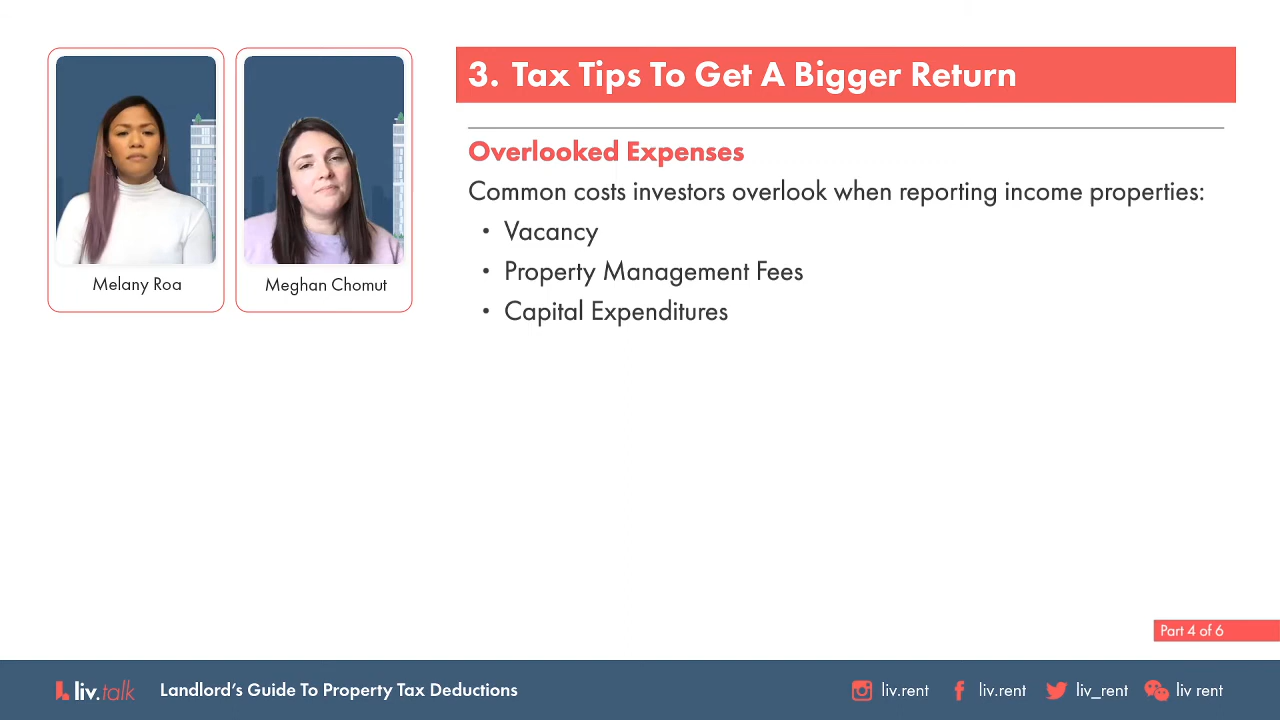 Melany Roa
Meghan Chomut
3. Tax Tips To Get A Bigger Return
Overlooked Expenses
Common costs investors overlook when reporting income properties:
• Vacancy
• Property Management Fees
• Capital Expenditures
Part 4 of 6
liv.talk
Landlord's Guide To Property Tax Deductions
liv.rent
liv.rent
liv_rent
liv rent